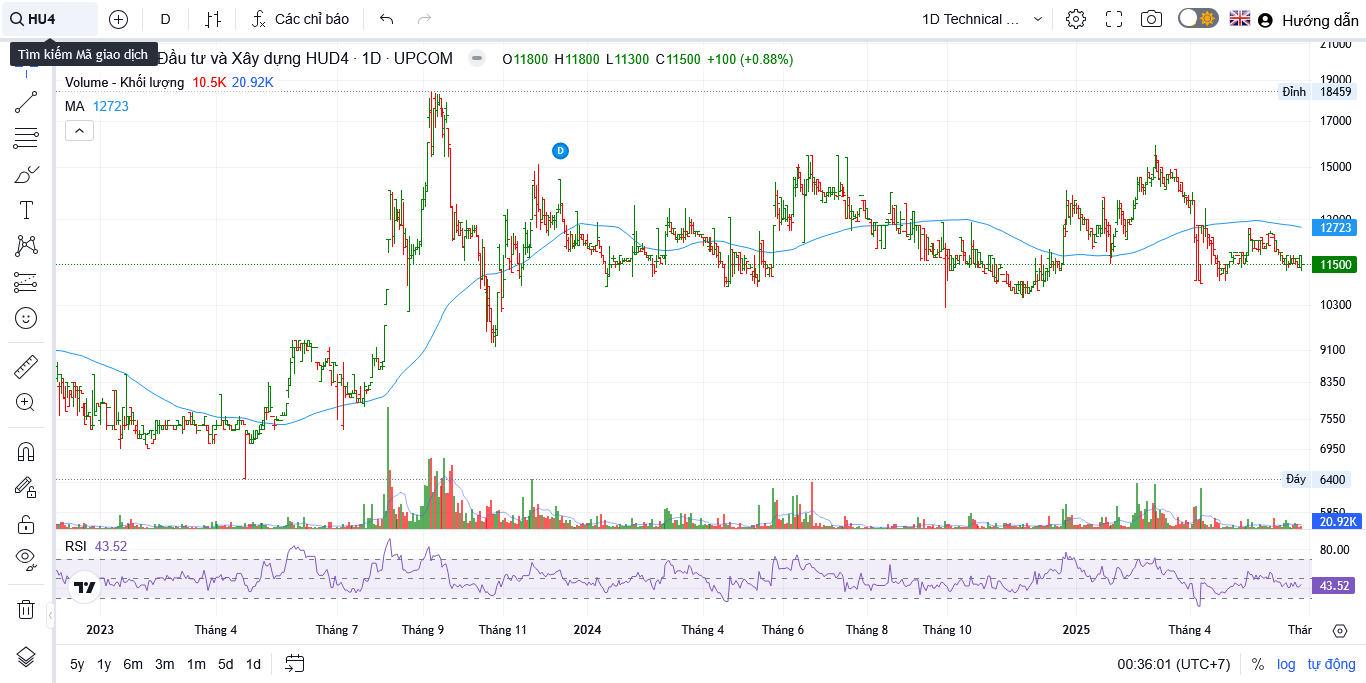 HU4
D
Các chỉ báo
1D Technical ...
Hướng dẫn
Tìm kiếm Mã giao dịch
Đầu tư và Xây dựng HUD4 · 1D · UPCOM
O11800 H11800 L11300 C11500 +100 (+0.88%)
Volume - Khối lượng 10.5K 20.92K
MA 12723
D
21000
19000
Đỉnh 18459
17000
15000
13000
12723
11500
10300
9100
8350
7550
6950
Đáy 6400
5850
20.92K
RSI 43.52
80.00
43.52
2023 Tháng 4 Tháng 7 Tháng 9 Tháng 11 2024 Tháng 4 Tháng 6 Tháng 8 Tháng 10 2025 Tháng 4 Thár
5y 1y 6m 3m 1m 5d 1d
00:36:01 (UTC+7) % log tự động